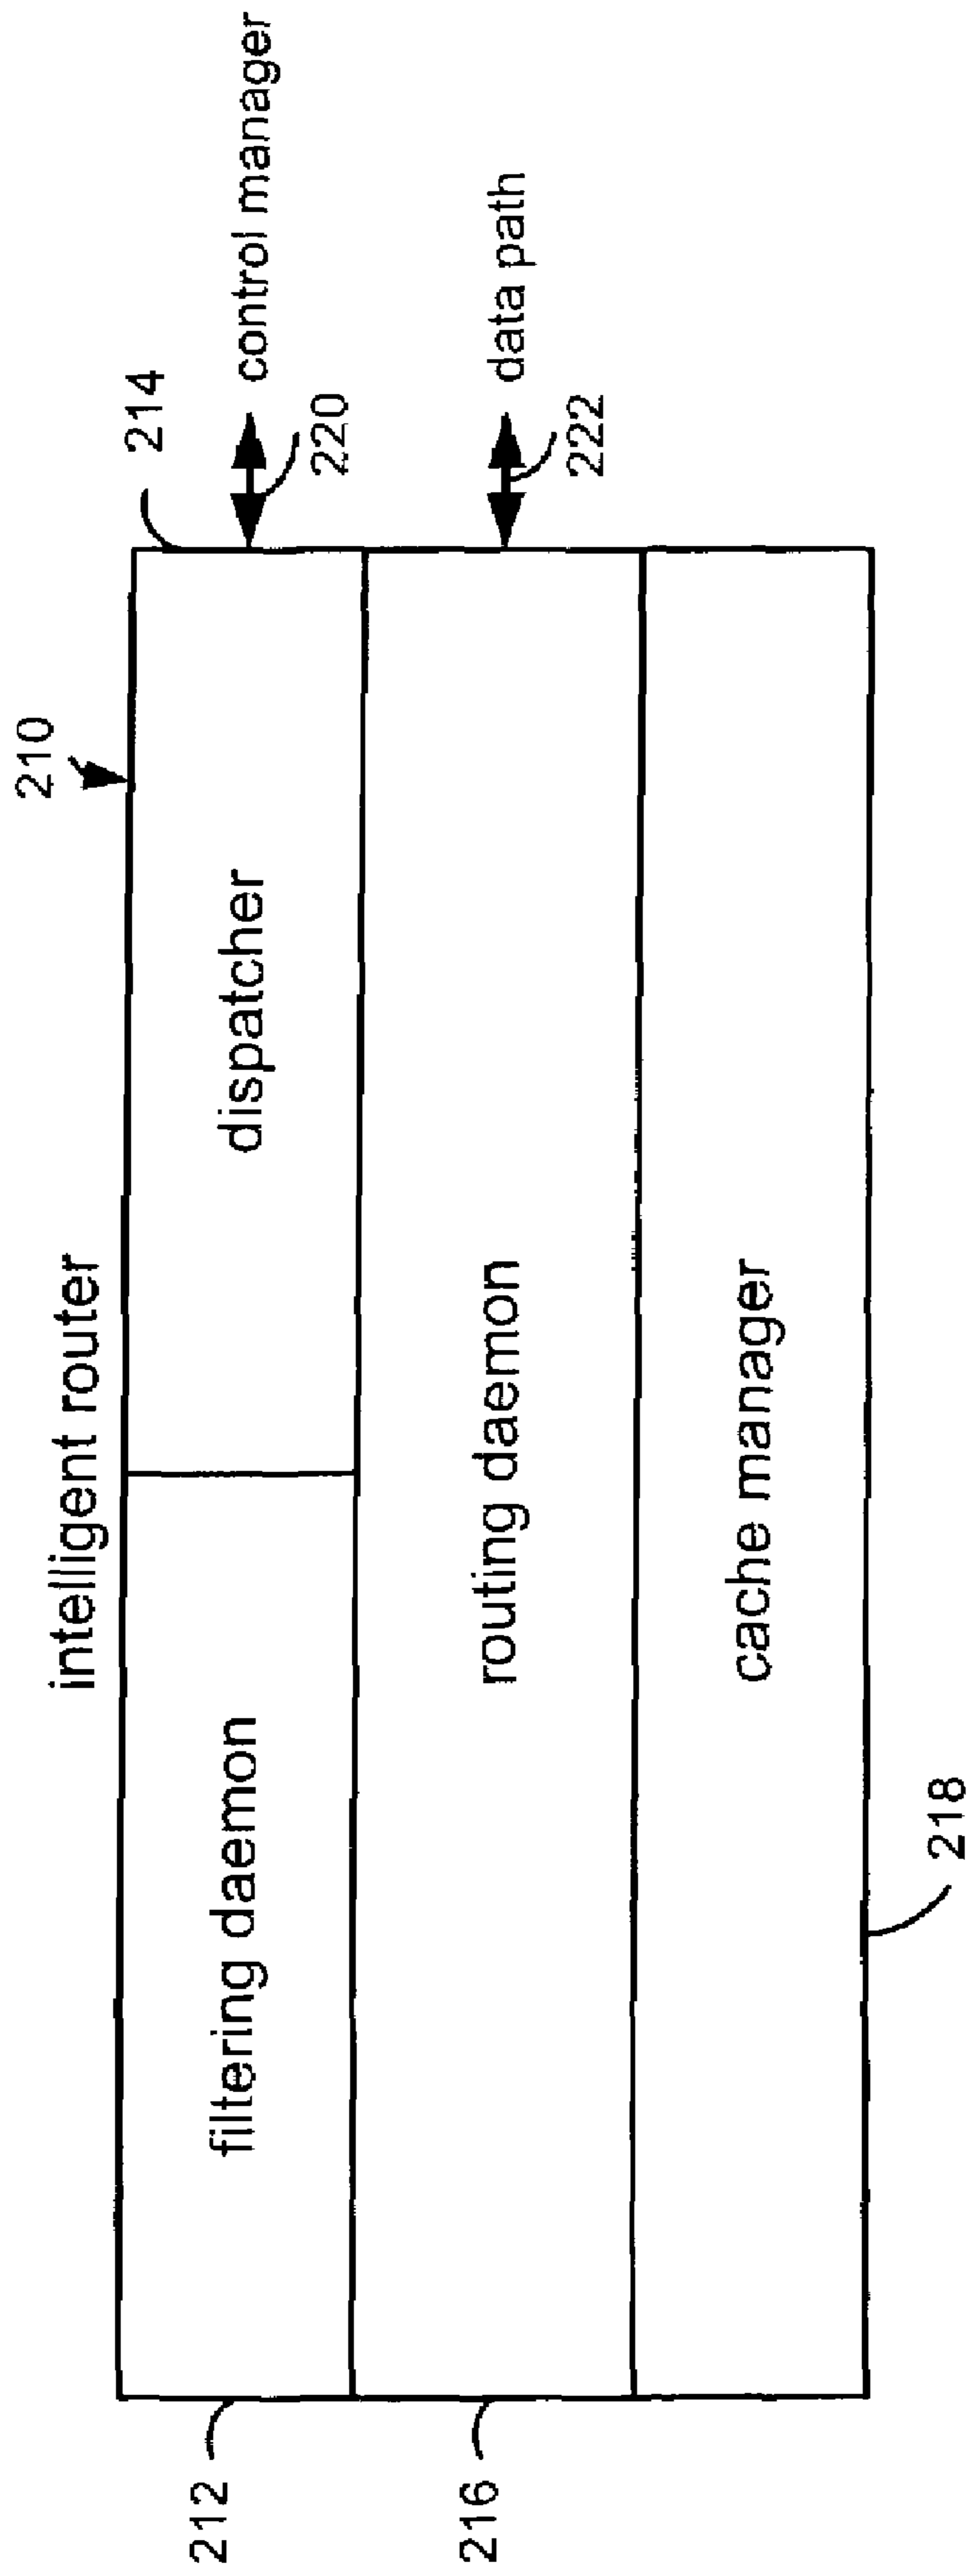 intelligent router
210
212
filtering daemon
dispatcher
214
control manager
220
216
routing daemon
data path
222
cache manager
218